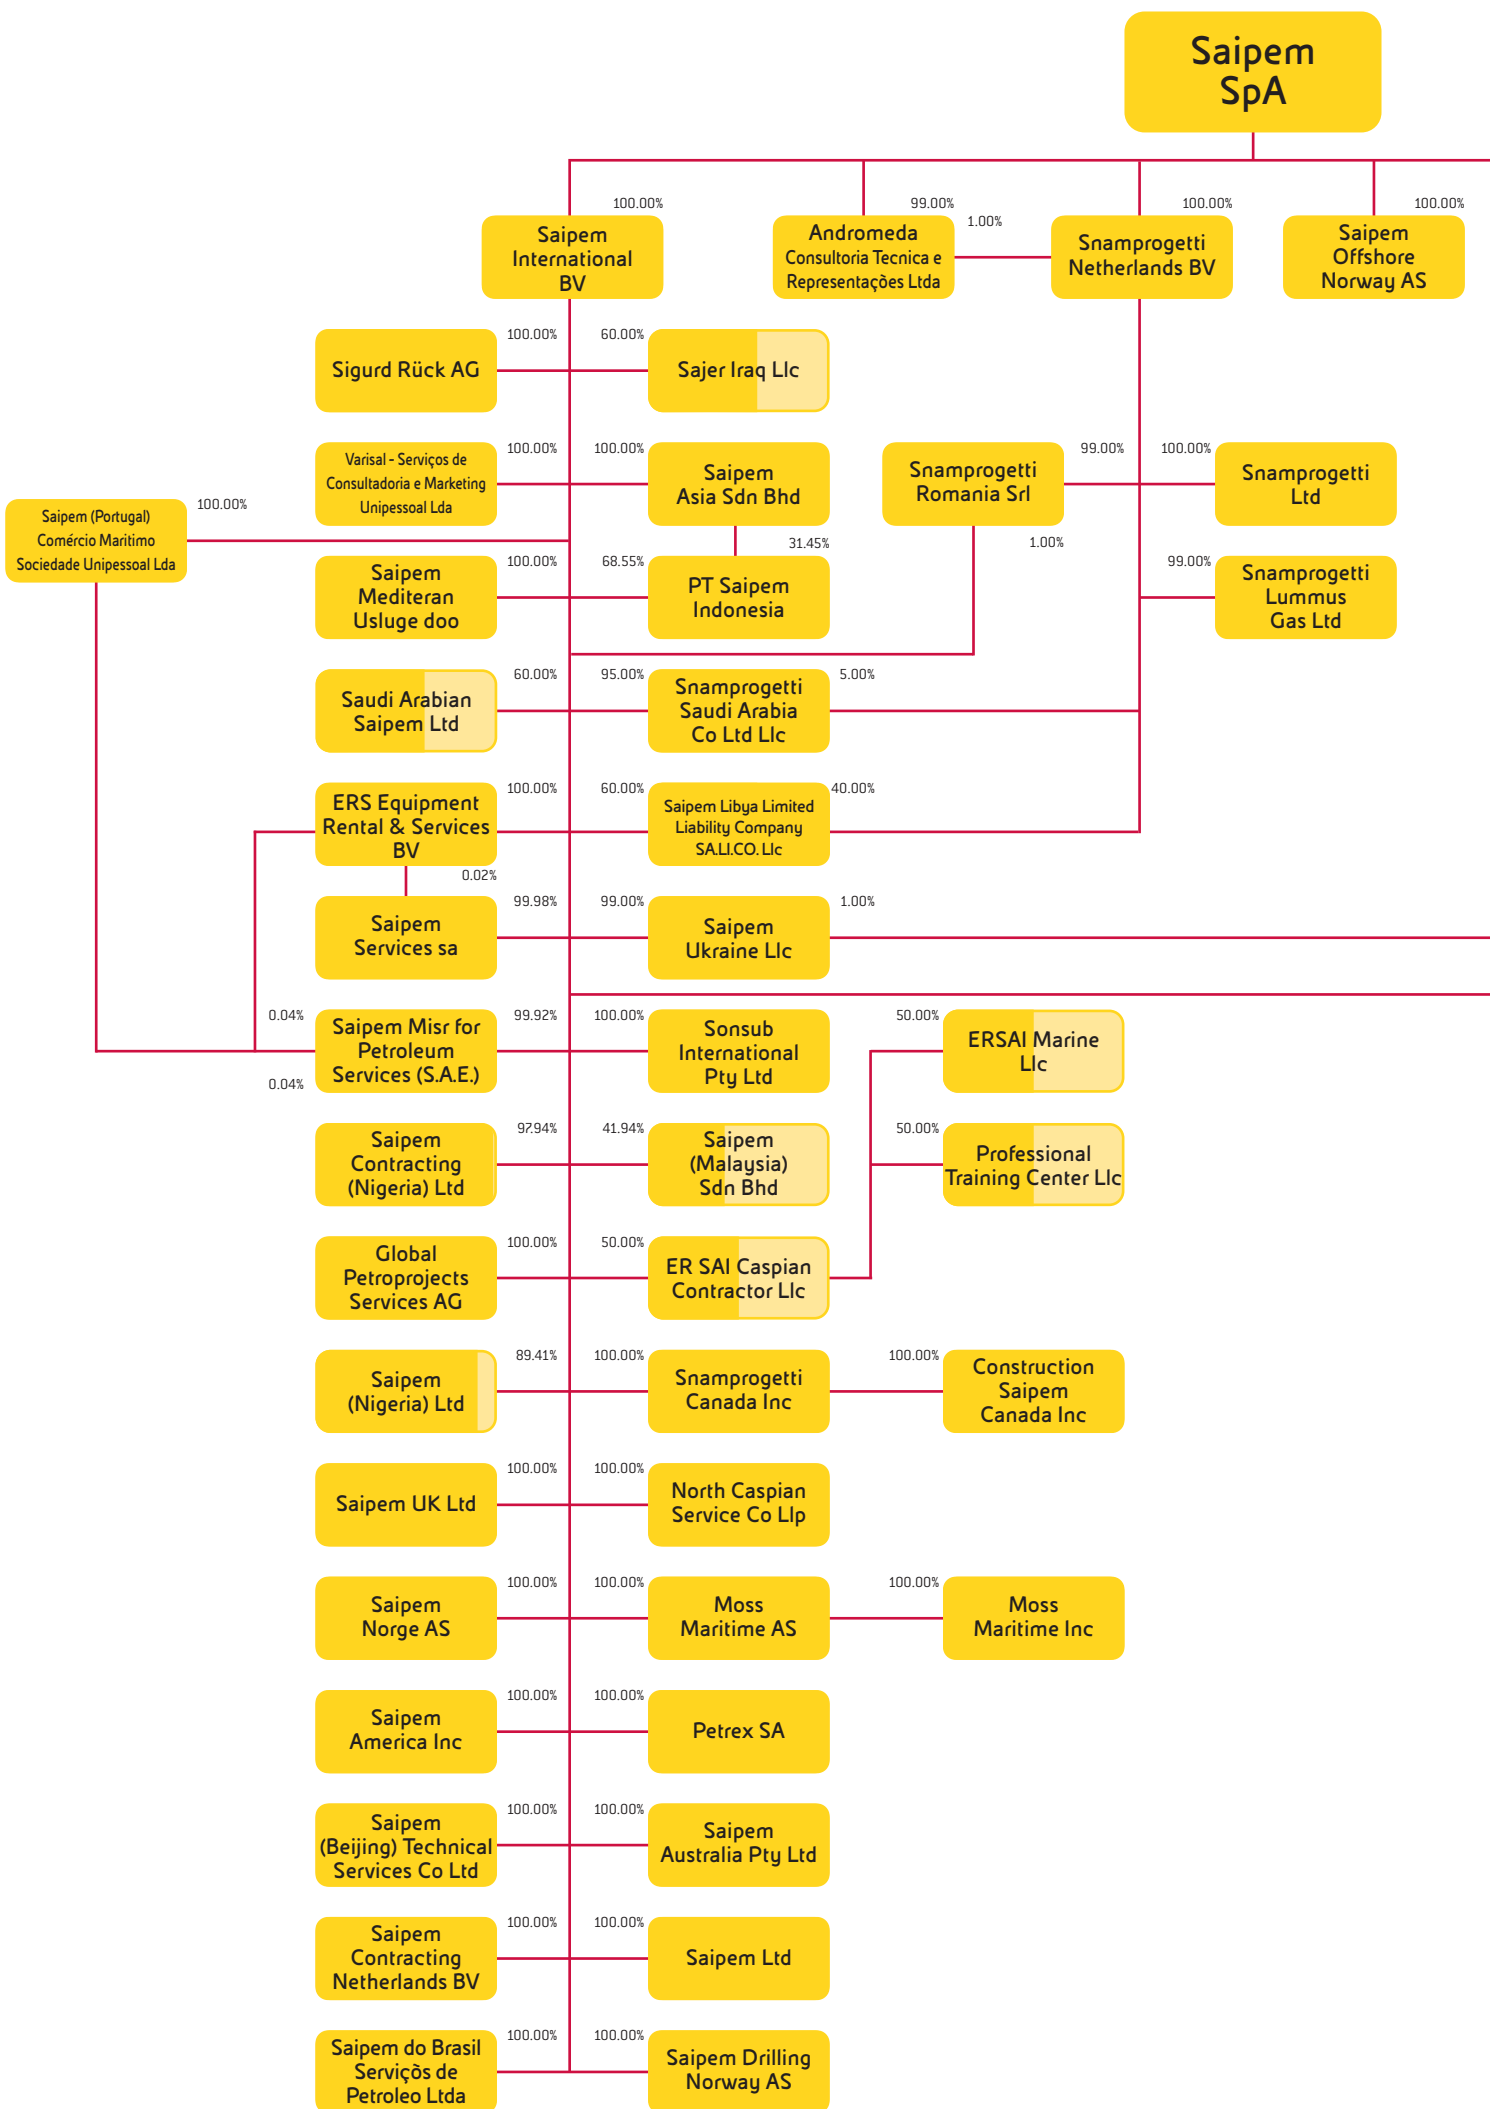 Saipem
SpA
100.00%
99.00%
1.00%
100.00%
100.00%
Saipem
International
BV
Andromeda
Consultoria Tecnica e
Representações Ltda
Snamprogetti
Netherlands BV
Saipem
Offshore
Norway AS
100.00%
60.00%
Sigurd Rück AG
Sajer Iraq Llc
100.00%
100.00%
99.00%
100.00%
Varisal - Serviços de
Consultadoria e Marketing
Unipessoal Lda
Saipem
Asia Sdn Bhd
Snamprogetti
Romania Srl
Snamprogetti
Ltd
100.00%
Saipem (Portugal)
Comércio Maritimo
Sociedade Unipessoal Lda
31.45%
1.00%
100.00%
68.55%
99.00%
Saipem
Mediteran
Usluge doo
PT Saipem
Indonesia
Snamprogetti
Lummus
Gas Ltd
60.00%
95.00%
5.00%
Saudi Arabian
Saipem Ltd
Snamprogetti
Saudi Arabia
Co Ltd Llc
100.00%
60.00%
40.00%
ERS Equipment
Rental & Services
BV
Saipem Libya Limited
Liability Company
SA.LI.CO. Llc
0.02%
99.98%
99.00%
1.00%
Saipem
Services sa
Saipem
Ukraine Llc
0.04%
99.92%
100.00%
50.00%
Saipem Misr for
Petroleum
Services (S.A.E.)
Sonsub
International
Pty Ltd
ERSAI Marine
Llc
0.04%
97.94%
41.94%
50.00%
Saipem
Contracting
(Nigeria) Ltd
Saipem
(Malaysia)
Sdn Bhd
Professional
Training Center Llc
100.00%
50.00%
Global
Petroprojects
Services AG
ER SAI Caspian
Contractor Llc
89.41%
100.00%
100.00%
Saipem
(Nigeria) Ltd
Snamprogetti
Canada Inc
Construction
Saipem
Canada Inc
100.00%
100.00%
Saipem UK Ltd
North Caspian
Service Co Llp
100.00%
100.00%
100.00%
Saipem
Norge AS
Moss
Maritime AS
Moss
Maritime Inc
100.00%
100.00%
Saipem
America Inc
Petrex SA
100.00%
100.00%
Saipem
(Beijing) Technical
Services Co Ltd
Saipem
Australia Pty Ltd
100.00%
100.00%
Saipem
Contracting
Netherlands BV
Saipem Ltd
100.00%
100.00%
Saipem do Brasil
Serviçòs de
Petroleo Ltda
Saipem Drilling
Norway AS